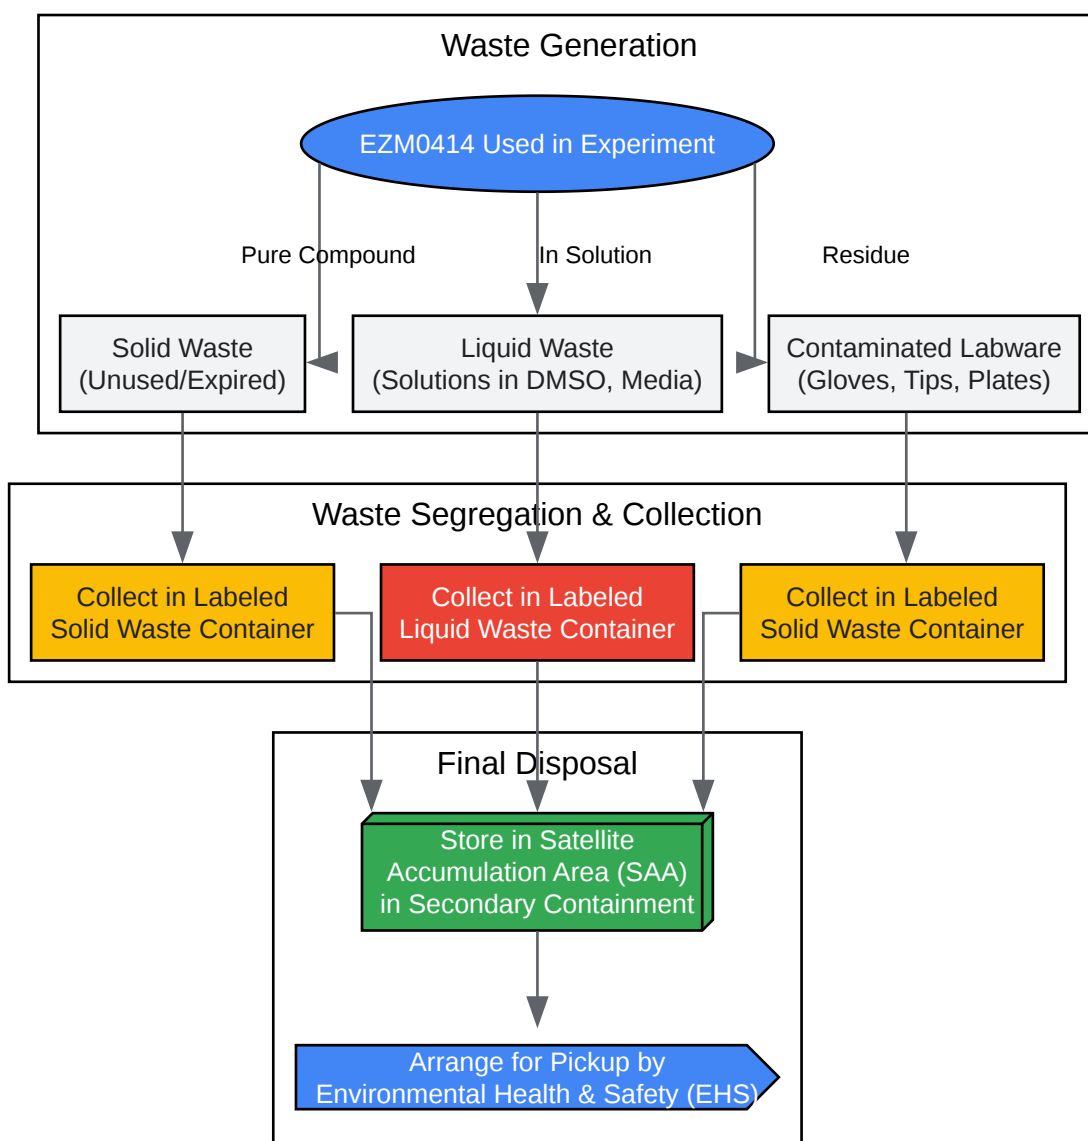 Waste Generation
EZM0414 Used in Experiment
Pure Compound
In Solution
Residue
Solid Waste
(Unused/Expired)
Liquid Waste
(Solutions in DMSO, Media)
Contaminated Labware
(Gloves, Tips, Plates)
Waste Segregation & Collection
Collect in Labeled
Solid Waste Container
Collect in Labeled
Liquid Waste Container
Collect in Labeled
Solid Waste Container
Final Disposal
Store in Satellite
Accumulation Area (SAA)
in Secondary Containment
Arrange for Pickup by
Environmental Health & Safety (EHS)